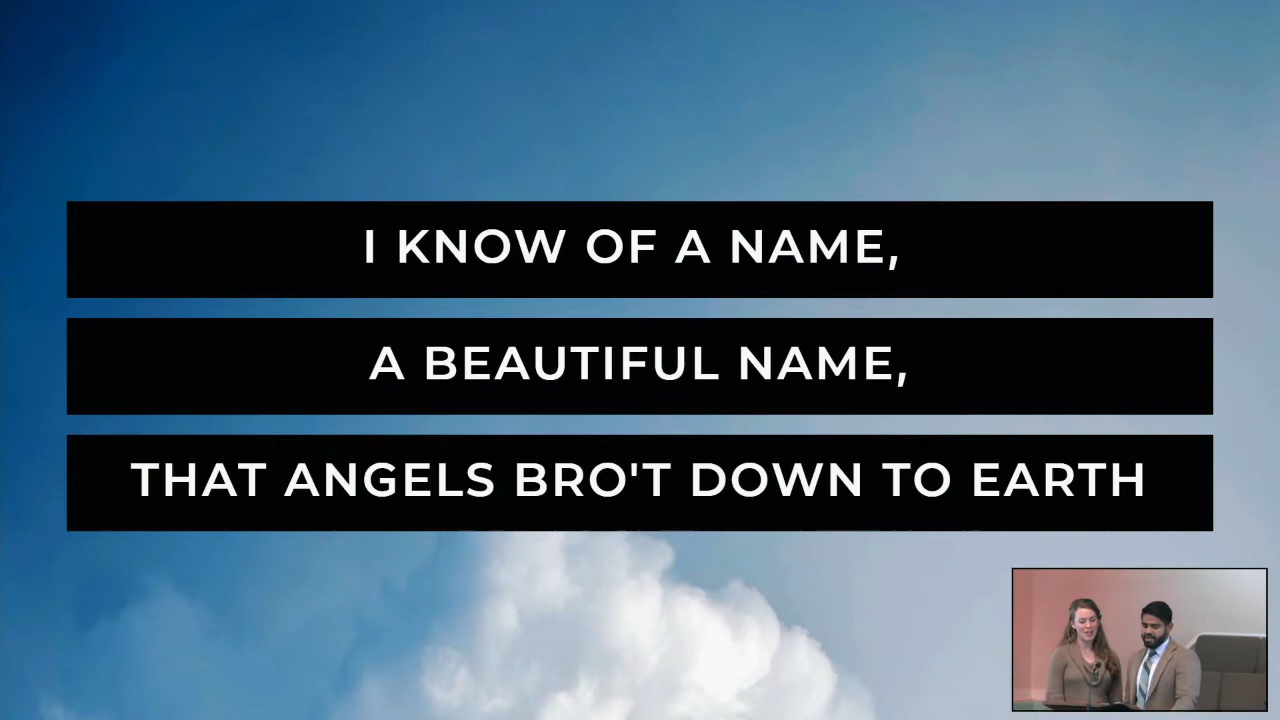 I KNOW OF A NAME,
A BEAUTIFUL NAME,
THAT ANGELS BRO'T DOWN TO EARTH